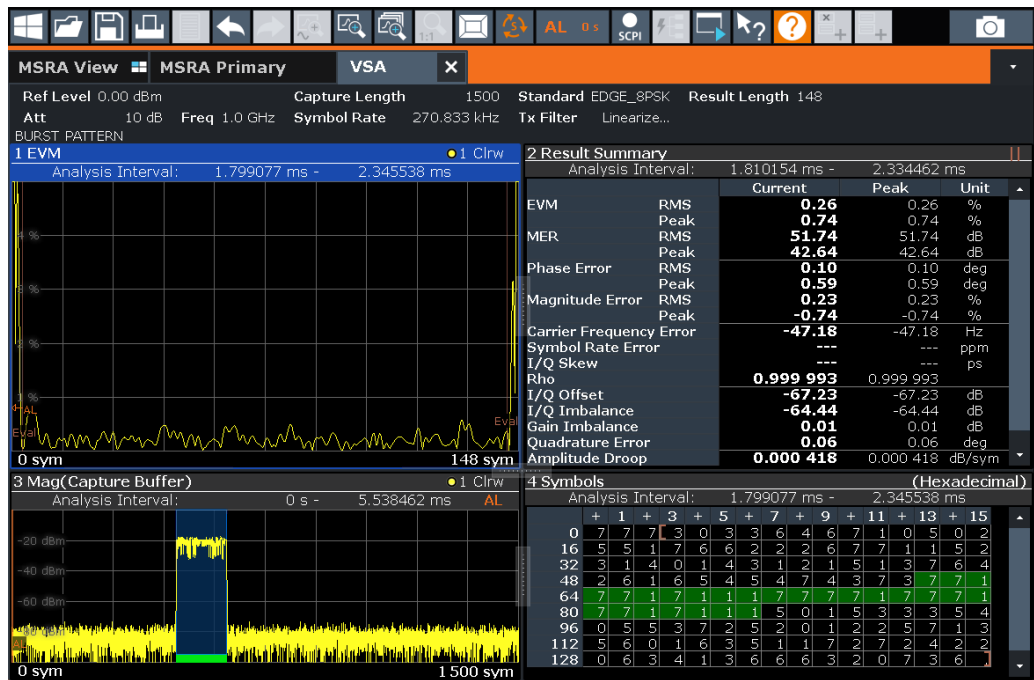 1:1
AL 0 s
SCPI
MSRA View MSRA Primary VSA X
Ref Level 0.00 dBm Capture Length 1500 Standard EDGE_8PSK Result Length 148
Att 10 dB Freq 1.0 GHz Symbol Rate 270.833 kHz Tx Filter Linearize...
BURST PATTERN
1 EVM 1 Clrw
Analysis Interval: 1.799077 ms - 2.345538 ms
1 %
AL
Eval Eval
0 sym 148 sym
2 Result Summary
Analysis Interval: 1.810154 ms - 2.334462 ms
Current Peak Unit
EVM RMS 0.26 0.26 %
Peak 0.74 0.74 %
MER RMS 51.74 51.74 dB
Peak 42.64 42.64 dB
Phase Error RMS 0.10 0.10 deg
Peak 0.59 0.59 deg
Magnitude Error RMS 0.23 0.23 %
Peak -0.74 -0.74 %
Carrier Frequency Error -47.18 -47.18 Hz
Symbol Rate Error --- --- ppm
I/Q Skew --- --- ps
Rho 0.999 993 0.999 993
I/Q Offset -67.23 -67.23 dB
I/Q Imbalance -64.44 -64.44 dB
Gain Imbalance 0.01 0.01 dB
Quadrature Error 0.06 0.06 deg
Amplitude Droop 0.000 418 0.000 418 dB/sym
3 Mag(Capture Buffer) 1 Clrw
Analysis Interval: 0 s - 5.538462 ms AL
-20 dBm
-40 dBm
-60 dBm
AL
0 sym 1500 sym
4 Symbols (Hexadecimal)
Analysis Interval: 1.799077 ms - 2.345538 ms
+ 1 + 3 + 5 + 7 + 9 + 11 + 13 + 15
0 7 7 7 3 0 3 3 6 4 6 7 1 0 5 0 2
16 5 5 1 7 6 6 2 2 2 6 7 7 1 1 5 2
32 3 1 4 0 1 4 3 1 2 1 5 1 3 7 6 4
48 2 6 1 6 5 4 5 4 7 4 3 7 3 7 7 1
64 7 7 1 7 1 1 1 7 7 7 7 1 7 7 7 1
80 7 7 1 7 1 1 1 5 0 1 5 3 3 3 5 4
96 0 5 5 3 7 2 5 2 0 1 2 2 5 7 1 3
112 5 6 0 1 6 3 5 1 1 7 2 7 2 4 2 2
128 0 6 3 4 1 3 6 6 6 3 2 0 7 3 6